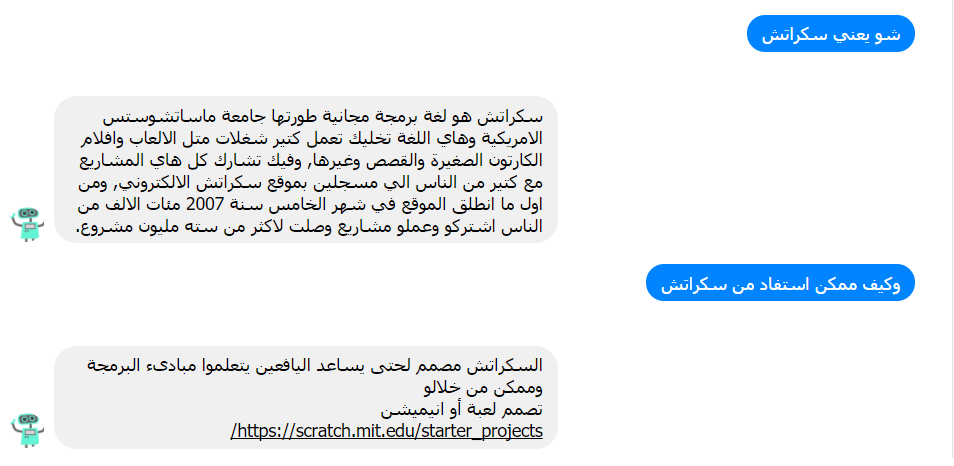 شو يعني سكراتش
سكراتش هو لغة برمجة مجانية طورتها جامعة ماساتشوستس
الامريكية وهاي اللغة تخليك تعمل كتير شغلات متل الالعاب وافلام
الكارتون الصغيرة والقصص وغيرها, وفيك تشارك كل هاي المشاريع
مع كتير من الناس الي مسجلين بموقع سكراتش الالكتروني, ومن
اول ما انطلق الموقع في شهر الخامس سنة 2007 مئات الالف من
الناس اشتركو وعملو مشاريع وصلت لاكثر من سته مليون مشروع.
وكيف ممكن استفاد من سكراتش
السكراتش مصمم لحتى يساعد اليافعين يتعلموا مبادىء البرمجة
وممكن من خلالو
تصمم لعبة أو انيميشن
https://scratch.mit.edu/starter_projects/